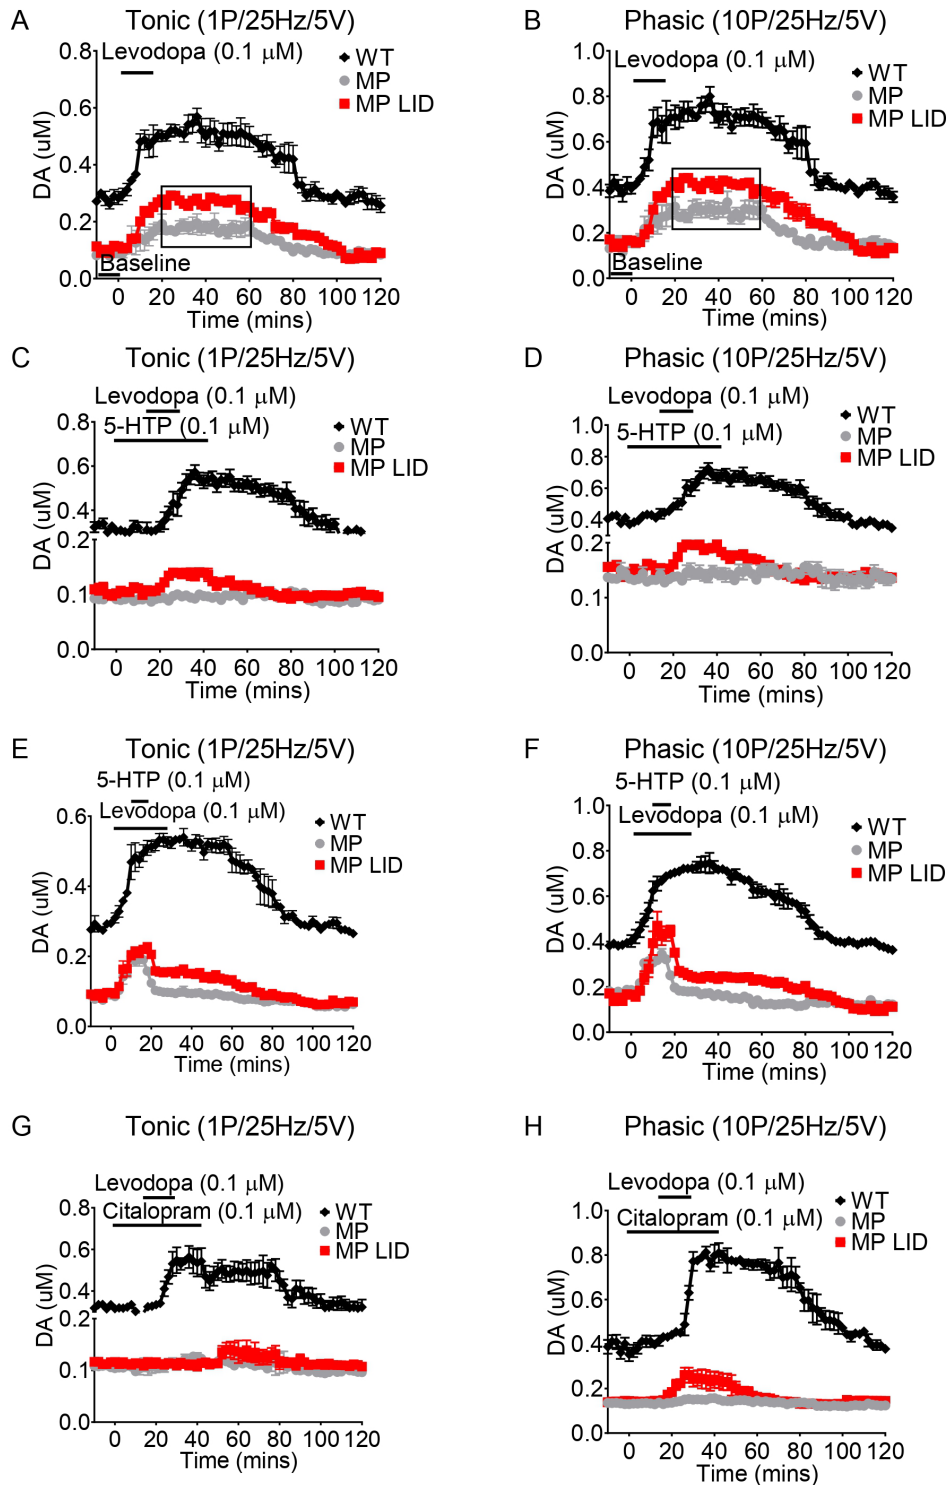 A Tonic (1P/25Hz/5V)
Levodopa (0.1 μM)
WT
MP
MP LID
DA (uM)
0.8
0.6
0.4
0.2
0.0
Baseline
0 20 40 60 80 100 120
Time (mins)
B Phasic (10P/25Hz/5V)
Levodopa (0.1 μM)
WT
MP
MP LID
DA (uM)
1.0
0.8
0.6
0.4
0.2
0.0
Baseline
0 20 40 60 80 100 120
Time (mins)
C Tonic (1P/25Hz/5V)
Levodopa (0.1 μM)
5-HTP (0.1 μM)
WT
MP
MP LID
DA (uM)
0.8
0.6
0.4
0.2
0.1
0.0
0 20 40 60 80 100 120
Time (mins)
D Phasic (10P/25Hz/5V)
Levodopa (0.1 μM)
5-HTP (0.1 μM)
WT
MP
MP LID
DA (uM)
1.0
0.8
0.6
0.4
0.2
0.1
0.0
0 20 40 60 80 100 120
Time (mins)
E Tonic (1P/25Hz/5V)
5-HTP (0.1 μM)
Levodopa (0.1 μM)
WT
MP
MP LID
DA (uM)
0.6
0.4
0.2
0.0
0 20 40 60 80 100 120
Time (mins)
F Phasic (10P/25Hz/5V)
5-HTP (0.1 μM)
Levodopa (0.1 μM)
WT
MP
MP LID
DA (uM)
1.0
0.8
0.6
0.4
0.2
0.0
0 20 40 60 80 100 120
Time (mins)
G Tonic (1P/25Hz/5V)
Levodopa (0.1 μM)
Citalopram (0.1 μM)
WT
MP
MP LID
DA (uM)
0.8
0.6
0.4
0.2
0.2
0.1
0.0
0 20 40 60 80 100 120
Time (mins)
H Phasic (10P/25Hz/5V)
Levodopa (0.1 μM)
Citalopram (0.1 μM)
WT
MP
MP LID
DA (uM)
1.0
0.8
0.6
0.4
0.2
0.0
0 20 40 60 80 100 120
Time (mins)